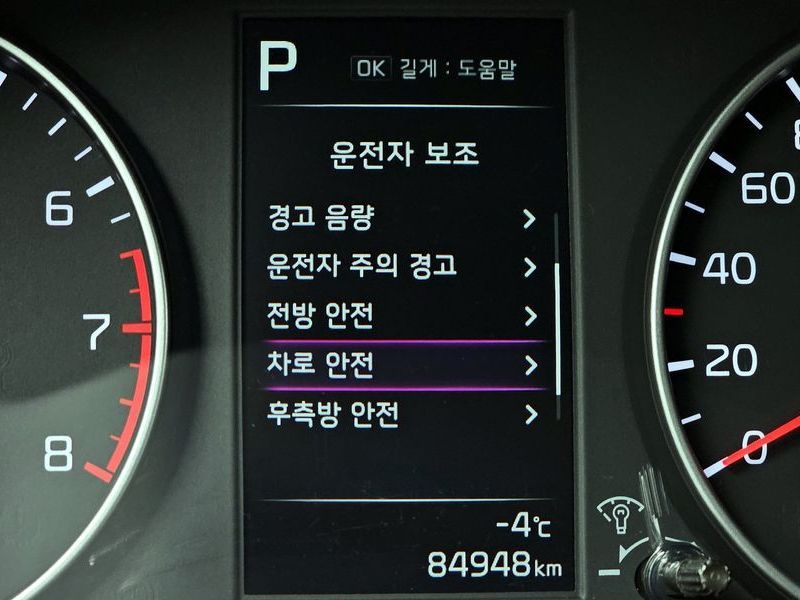 P
OK 길게 : 도움말
운전자 보조
경고 음량
운전자 주의 경고
전방 안전
차로 안전
후측방 안전
-4℃
84948km
6
7
8
60
40
20
0